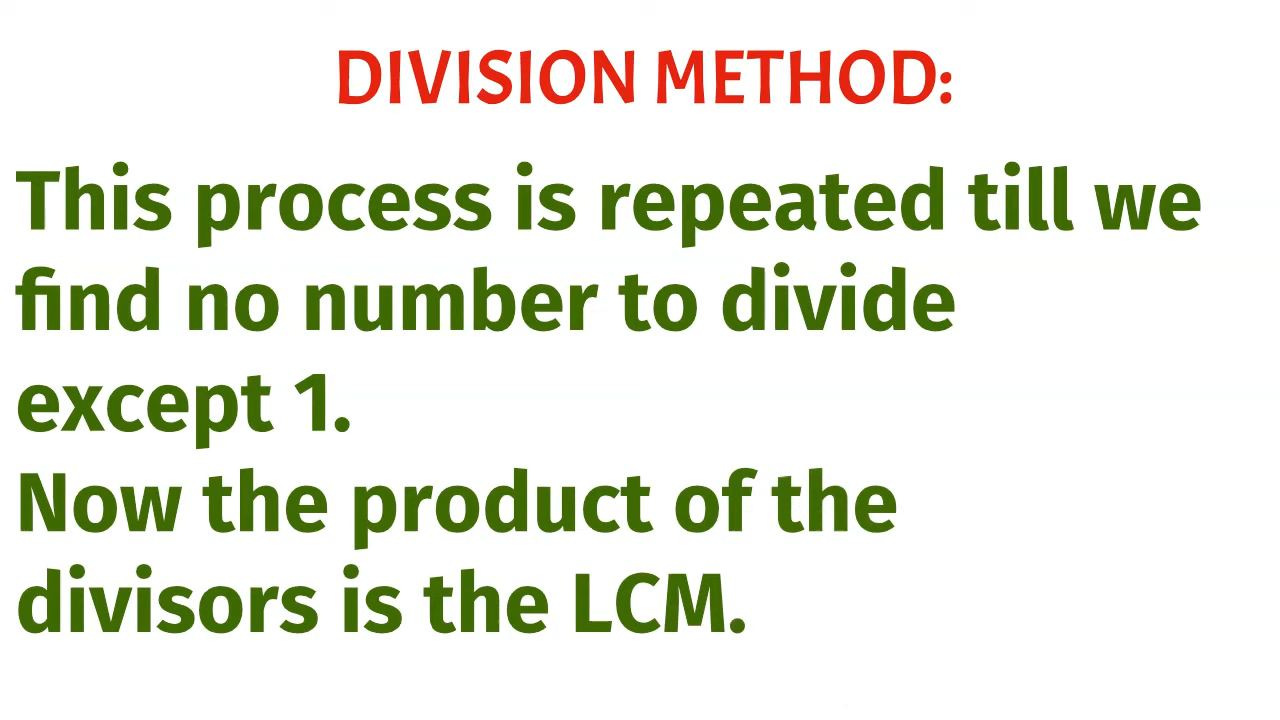 DIVISION METHOD:
This process is repeated till we
find no number to divide
except 1.
Now the product of the
divisors is the LCM.